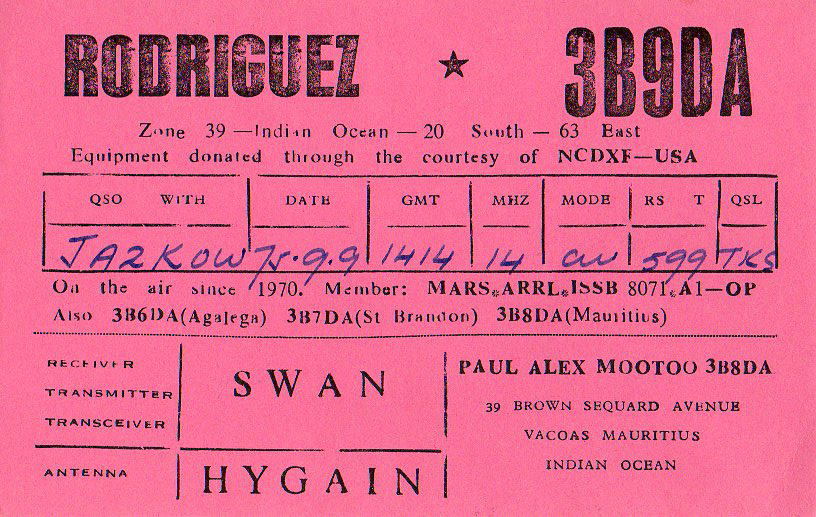 RODRIGUEZ ★ 3B9DA
Zone 39 —Indian Ocean — 20 South — 63 East
Equipment donated through the courtesy of NCDXF—USA
QSO WITH DATE GMT MHZ MODE RS T QSL
JA2KOW 75.9.9 1414 14 CW 599 TKS
On the air since 1970. Member: MARS*ARRL*ISSB 8071*A1—OP
Also 3B6DA(Agalega) 3B7DA(St Brandon) 3B8DA(Mauritius)
RECEIVER
TRANSMITTER
TRANSCEIVER
SWAN
ANTENNA
HYGAIN
PAUL ALEX MOOTOO 3B8DA
39 BROWN SEQUARD AVENUE
VACOAS MAURITIUS
INDIAN OCEAN